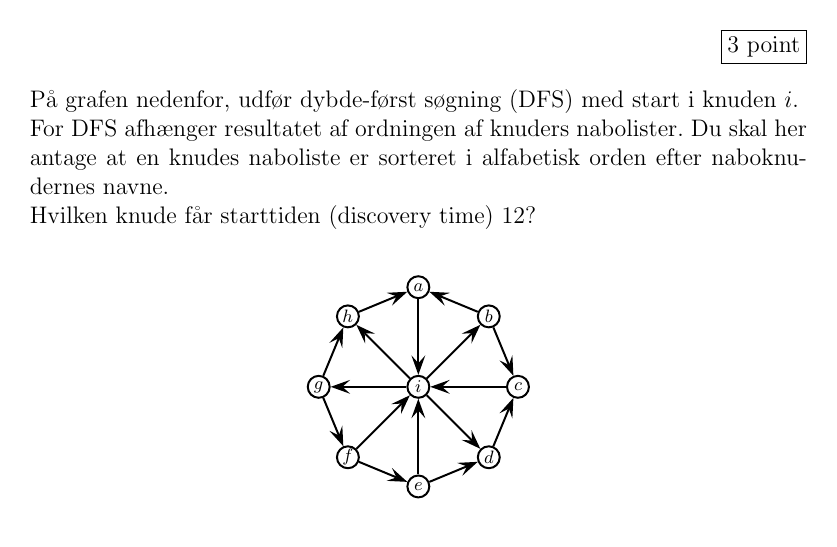 3 point
På grafen nedenfor, udfør dybde-først søgning (DFS) med start i knuden i.
For DFS afhænger resultatet af ordningen af knuders nabolister. Du skal her
antage at en knudes naboliste er sorteret i alfabetisk orden efter naboknu-
dernes navne.
Hvilken knude får starttiden (discovery time) 12?
a
h
b
g
i
c
f
d
e